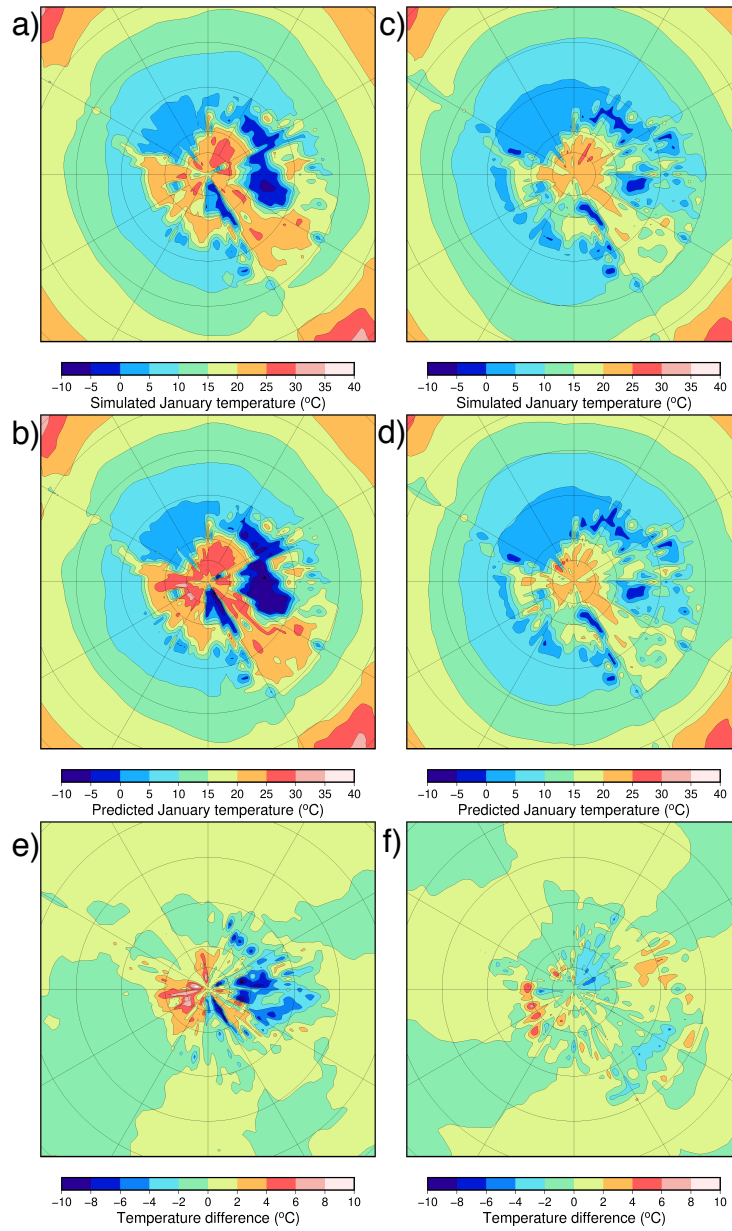 a)
c)
−10 −5 0 5 10 15 20 25 30 35 40
Simulated January temperature (ºC)
−10 −5 0 5 10 15 20 25 30 35 40
Simulated January temperature (ºC)
b)
d)
−10 −5 0 5 10 15 20 25 30 35 40
Predicted January temperature (ºC)
−10 −5 0 5 10 15 20 25 30 35 40
Predicted January temperature (ºC)
e)
f)
−10 −8 −6 −4 −2 0 2 4 6 8 10
Temperature difference (ºC)
−10 −8 −6 −4 −2 0 2 4 6 8 10
Temperature difference (ºC)